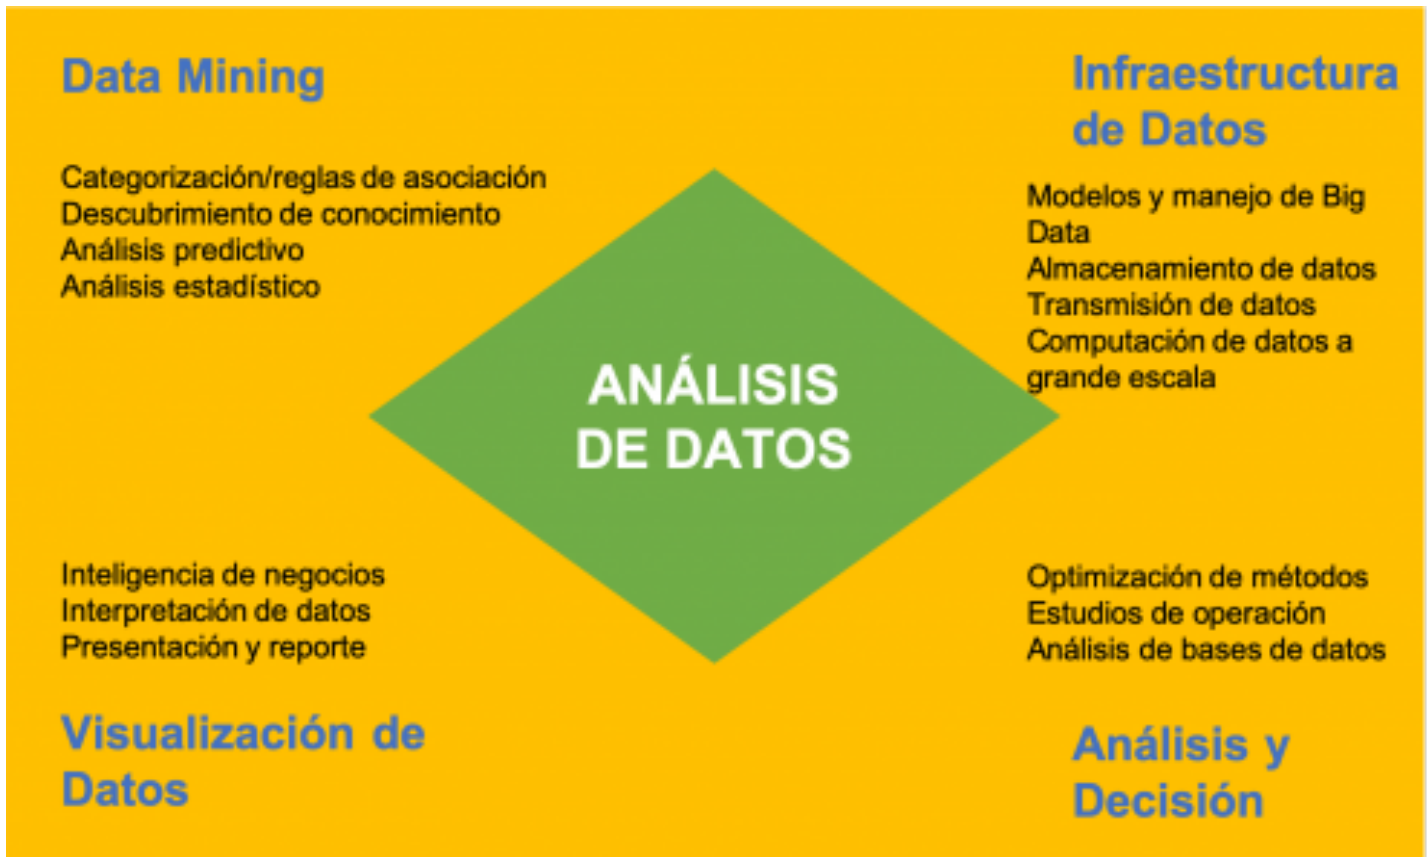 Data Mining
Categorización/reglas de asociación
Descubrimiento de conocimiento
Análisis predictivo
Análisis estadístico
Infraestructura
de Datos
Modelos y manejo de Big
Data
Almacenamiento de datos
Transmisión de datos
Computación de datos a
grande escala
ANÁLISIS
DE DATOS
Inteligencia de negocios
Interpretación de datos
Presentación y reporte
Visualización de
Datos
Optimización de métodos
Estudios de operación
Análisis de bases de datos
Análisis y
Decisión